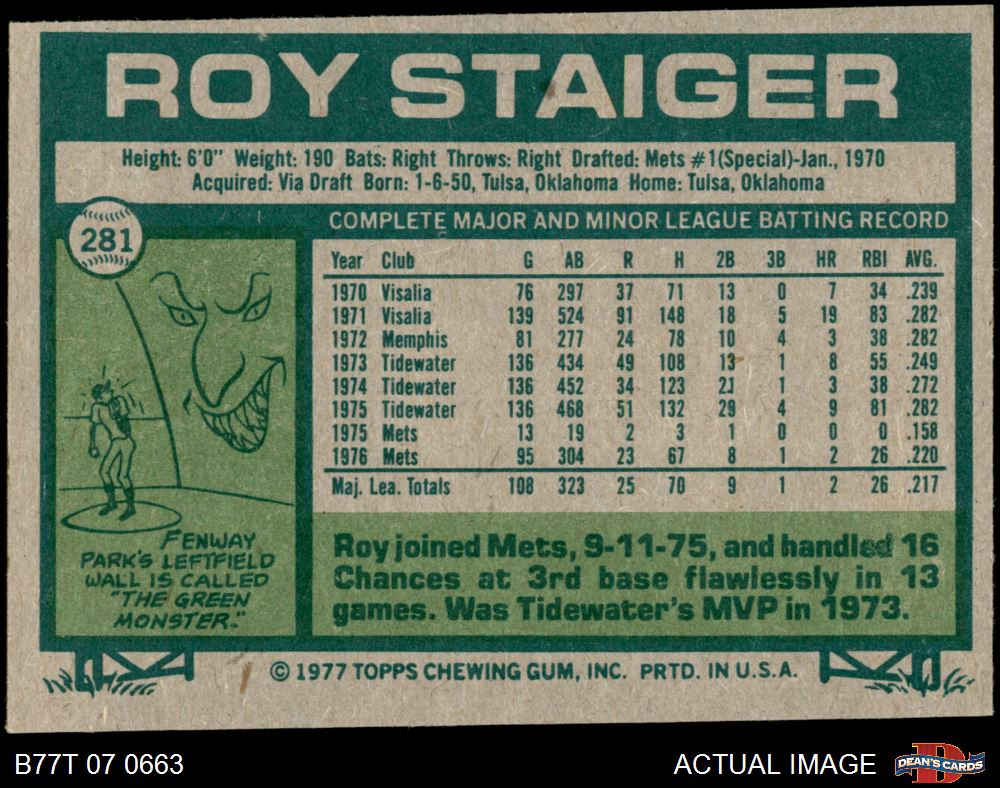 ROY STAIGER
Height: 6'0" Weight: 190 Bats: Right Throws: Right Drafted: Mets #1(Special)-Jan., 1970
Acquired: Via Draft Born: 1-6-50, Tulsa, Oklahoma Home: Tulsa, Oklahoma
281
COMPLETE MAJOR AND MINOR LEAGUE BATTING RECORD
Year Club G AB R H 2B 3B HR RBI AVG.
1970 Visalia 76 297 37 71 13 0 7 34 .239
1971 Visalia 139 524 91 148 18 5 19 83 .282
1972 Memphis 81 277 24 78 10 4 3 38 .282
1973 Tidewater 136 434 49 108 13 1 8 55 .249
1974 Tidewater 136 452 34 123 21 1 3 38 .272
1975 Tidewater 136 468 51 132 29 4 9 81 .282
1975 Mets 13 19 2 3 1 0 0 0 .158
1976 Mets 95 304 23 67 8 1 2 26 .220
Maj. Lea. Totals 108 323 25 70 9 1 2 26 .217
FENWAY
PARK'S LEFTFIELD
WALL IS CALLED
"THE GREEN
MONSTER."
Roy joined Mets, 9-11-75, and handled 16
Chances at 3rd base flawlessly in 13
games. Was Tidewater's MVP in 1973.
© 1977 TOPPS CHEWING GUM, INC. PRTD. IN U.S.A.
B77T 07 0663
ACTUAL IMAGE
D
DEAN'S CARDS